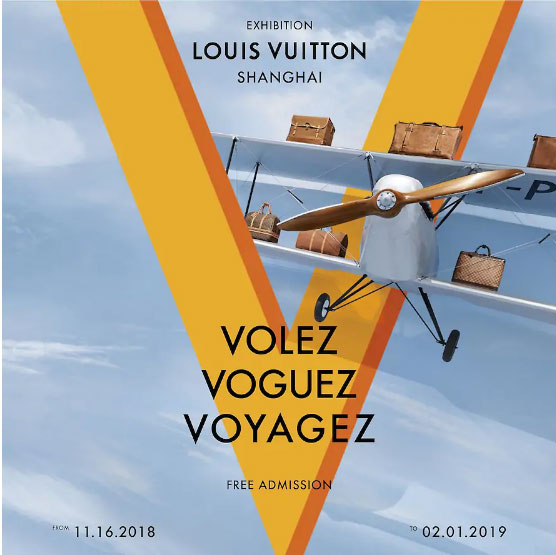 EXHIBITION
LOUIS VUITTON
SHANGHAI
-P
VOLEZ
VOGUEZ
VOYAGEZ
FREE ADMISSION
FROM 11.16.2018
TO 02.01.2019